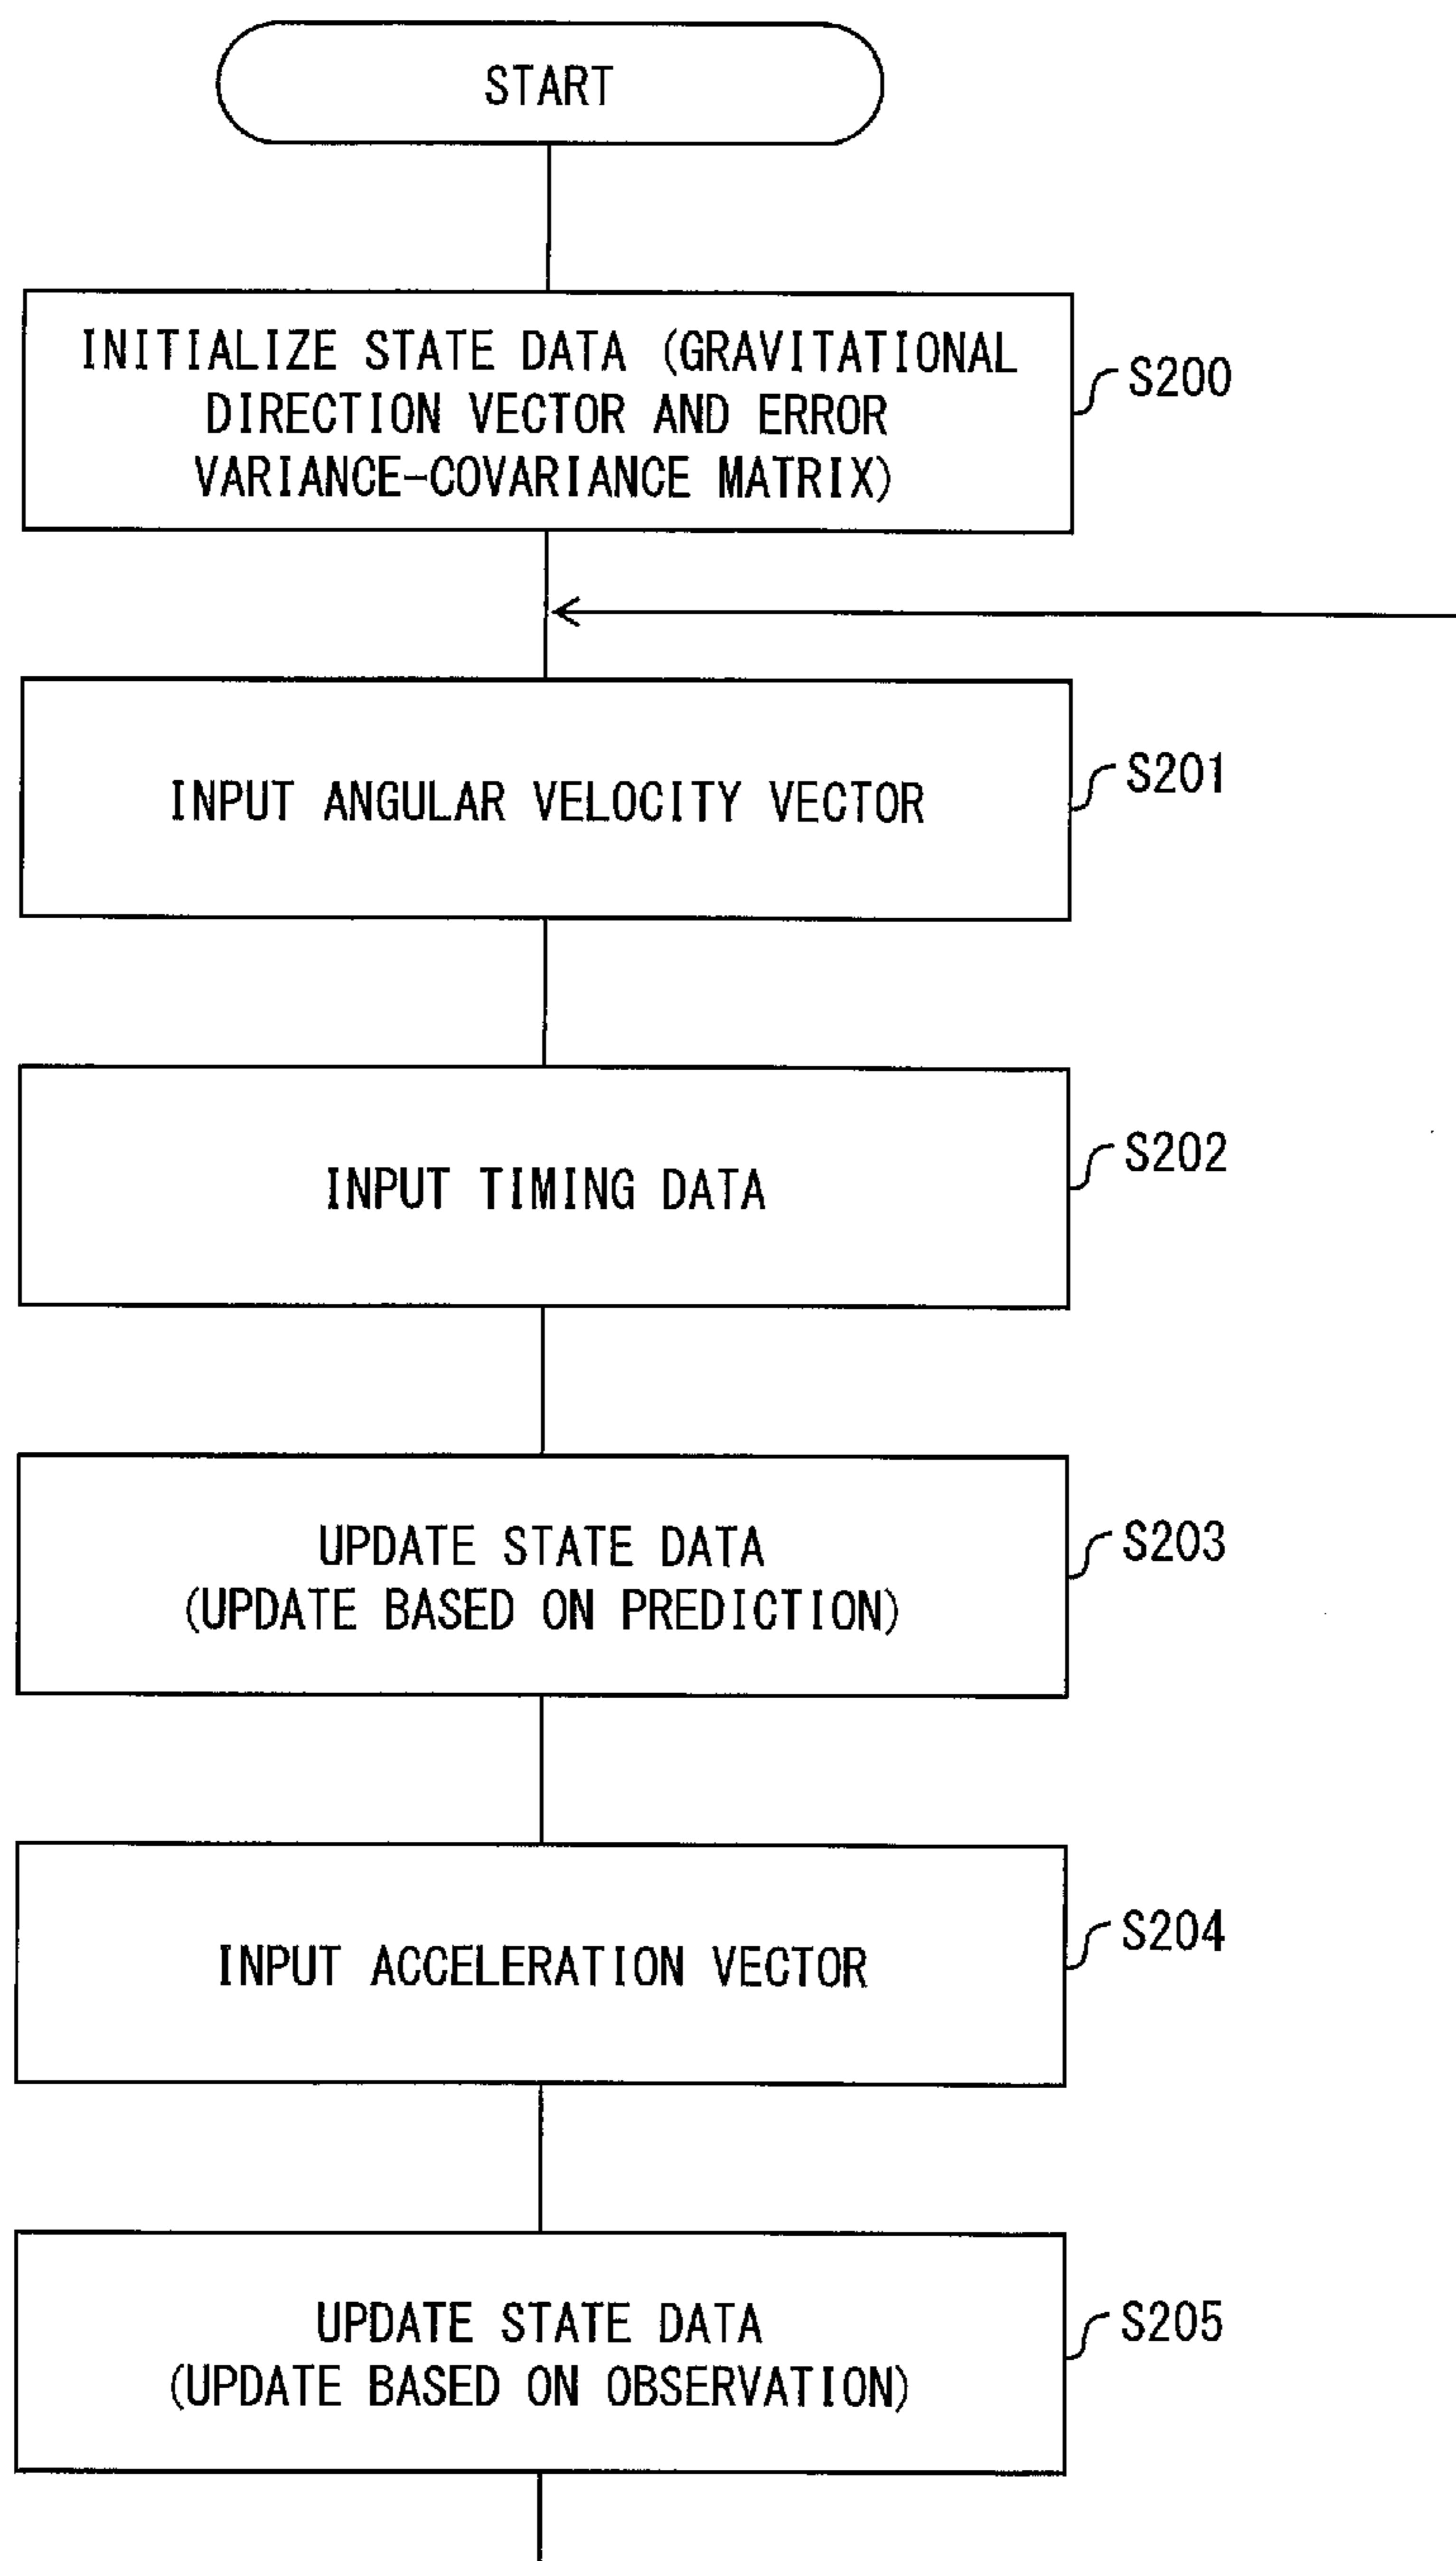 START
INITIALIZE STATE DATA (GRAVITATIONAL
DIRECTION VECTOR AND ERROR
VARIANCE-COVARIANCE MATRIX)
S200
INPUT ANGULAR VELOCITY VECTOR
S201
INPUT TIMING DATA
S202
UPDATE STATE DATA
(UPDATE BASED ON PREDICTION)
S203
INPUT ACCELERATION VECTOR
S204
UPDATE STATE DATA
(UPDATE BASED ON OBSERVATION)
S205